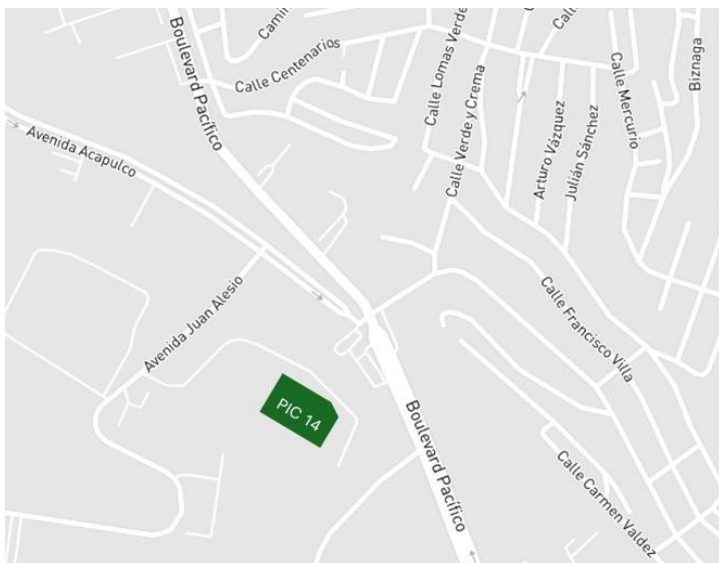 Boulevard Pacífico
Calle Centenarios
Calle Lomas Verde
Calle Verde y Crema
Arturo Vázquez
Julián Sánchez
Calle Mercurio
Biznaga
Avenida Acapulco
Avenida Juan Alesio
Calle Francisco Villa
PIC 14
Boulevard Pacífico
Calle Carmen Valdez